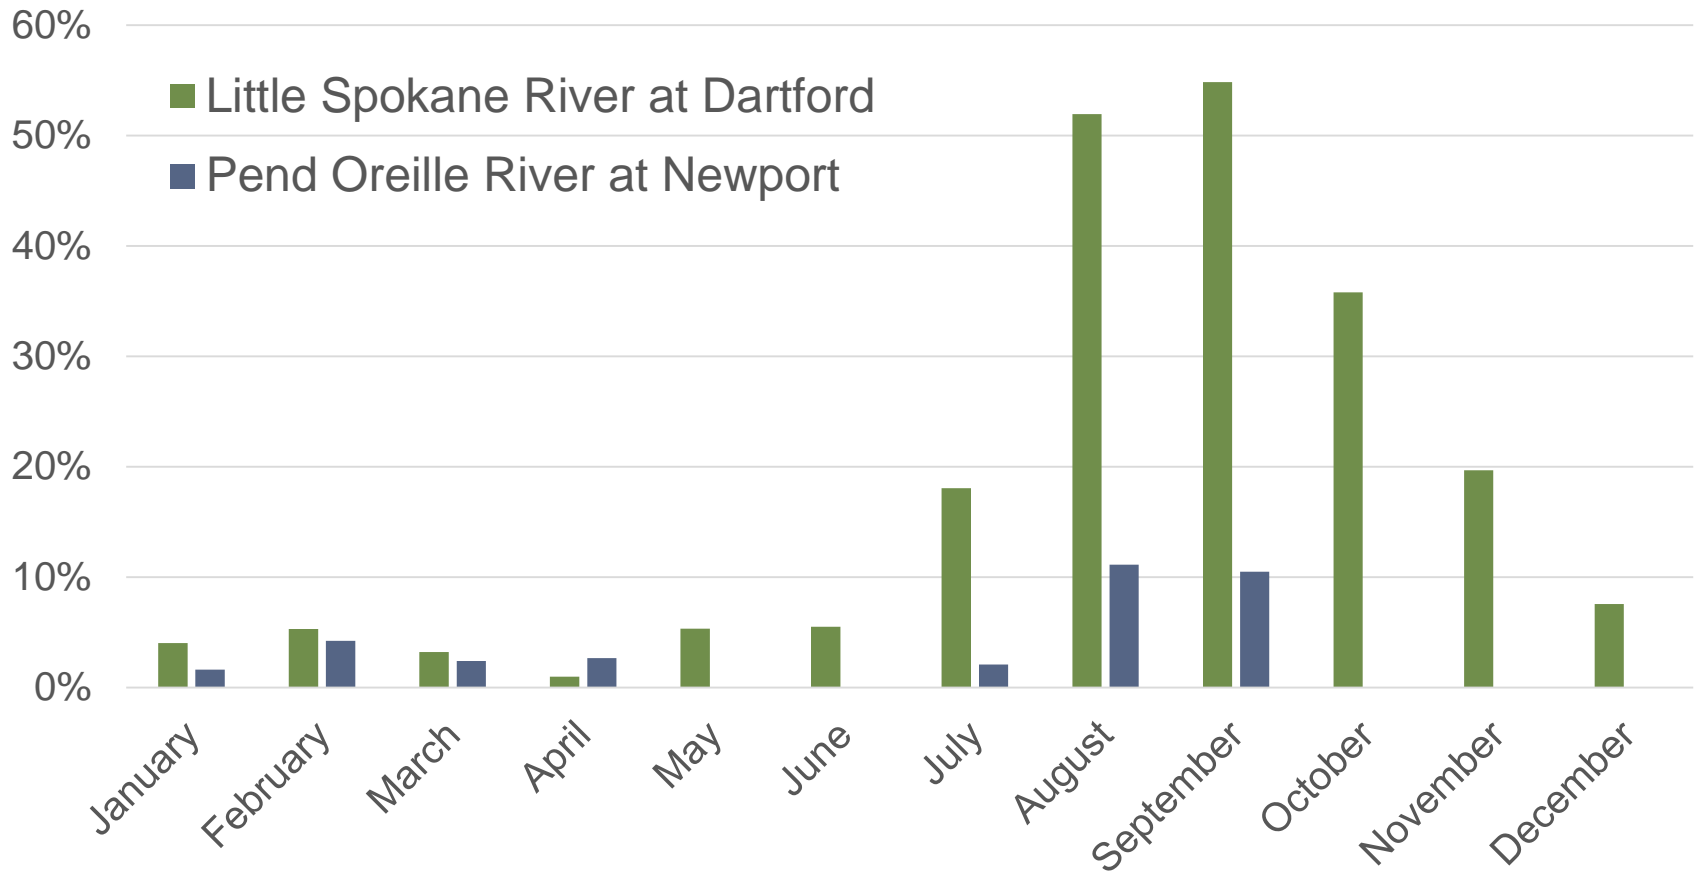 60%
Little Spokane River at Dartford
50%
Pend Oreille River at Newport
40%
30%
20%
10%
0%
January
February
March
April
May
June
July
August
September
October
November
December